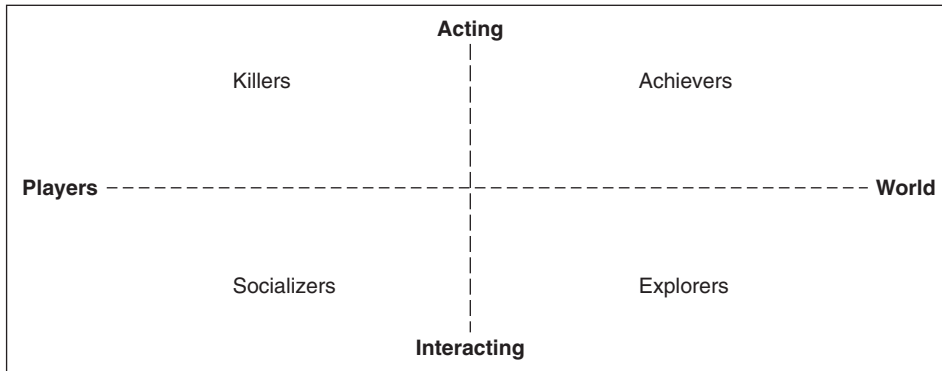 Acting
Killers Achievers
Players World
Socializers Explorers
Interacting